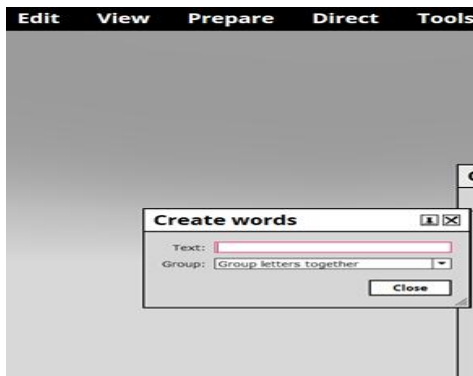 Edit View Prepare Direct Tools
Create words
Text:
Group: Group letters together
Close